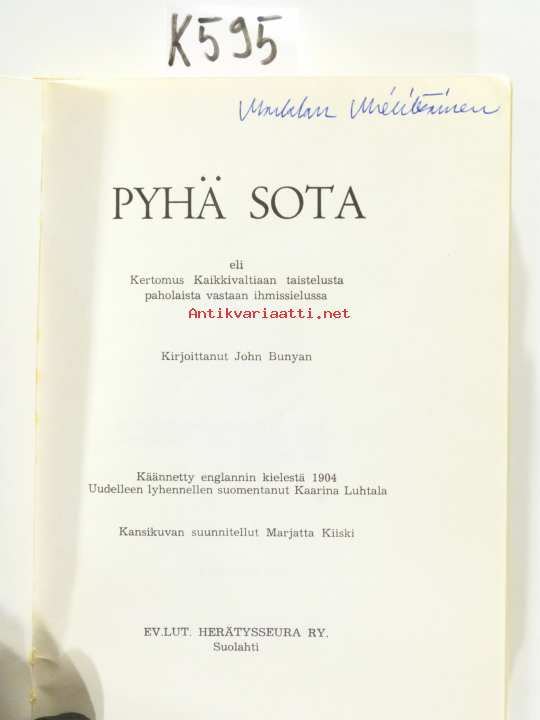 K595
PYHÄ SOTA
eli
Kertomus Kaikkivaltiaan taistelusta
paholaista vastaan ihmissielussa
Antikvariaatti.net
Kirjoittanut John Bunyan
Käännetty englannin kielestä 1904
Uudelleen lyhennellen suomentanut Kaarina Luhtala
Kansikuvan suunnitellut Marjatta Kiiski
EV.LUT. HERÄTYSSEURA RY.
Suolahti